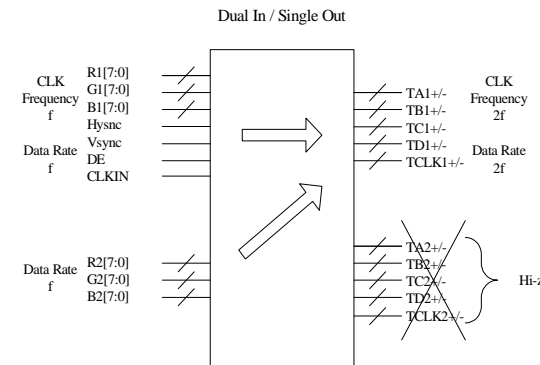 Dual In / Single Out
CLK
Frequency
f
Data Rate
f
R1[7:0]
G1[7:0]
B1[7:0]
Hysnc
Vsync
DE
CLKIN
TA1+/-
TB1+/-
TC1+/-
TD1+/-
TCLK1+/-
CLK
Frequency
2f
Data Rate
2f
Data Rate
f
R2[7:0]
G2[7:0]
B2[7:0]
TA2+/-
TB2+/-
TC2+/-
TD2+/-
TCLK2+/-
Hi-z